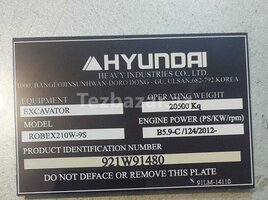 HYUNDAI
HEAVY INDUSTRIES CO., LTD.
1000, BANGEOJINSUNHWAN-DORO DONG-GU, ULSAN,682-792,KOREA
EQUIPMENT
OPERATING WEIGHT
EXCAVATOR
20500 Kq
MODEL
ENGINE POWER (PS/KW/rpm)
ROBEX210W-9S
B5.9-C /124/2012-
PRODUCT IDENTIFICATION NUMBER
921W91480
DO NOT DEFACE OR REMOVE THIS PLATE
91LM-14110